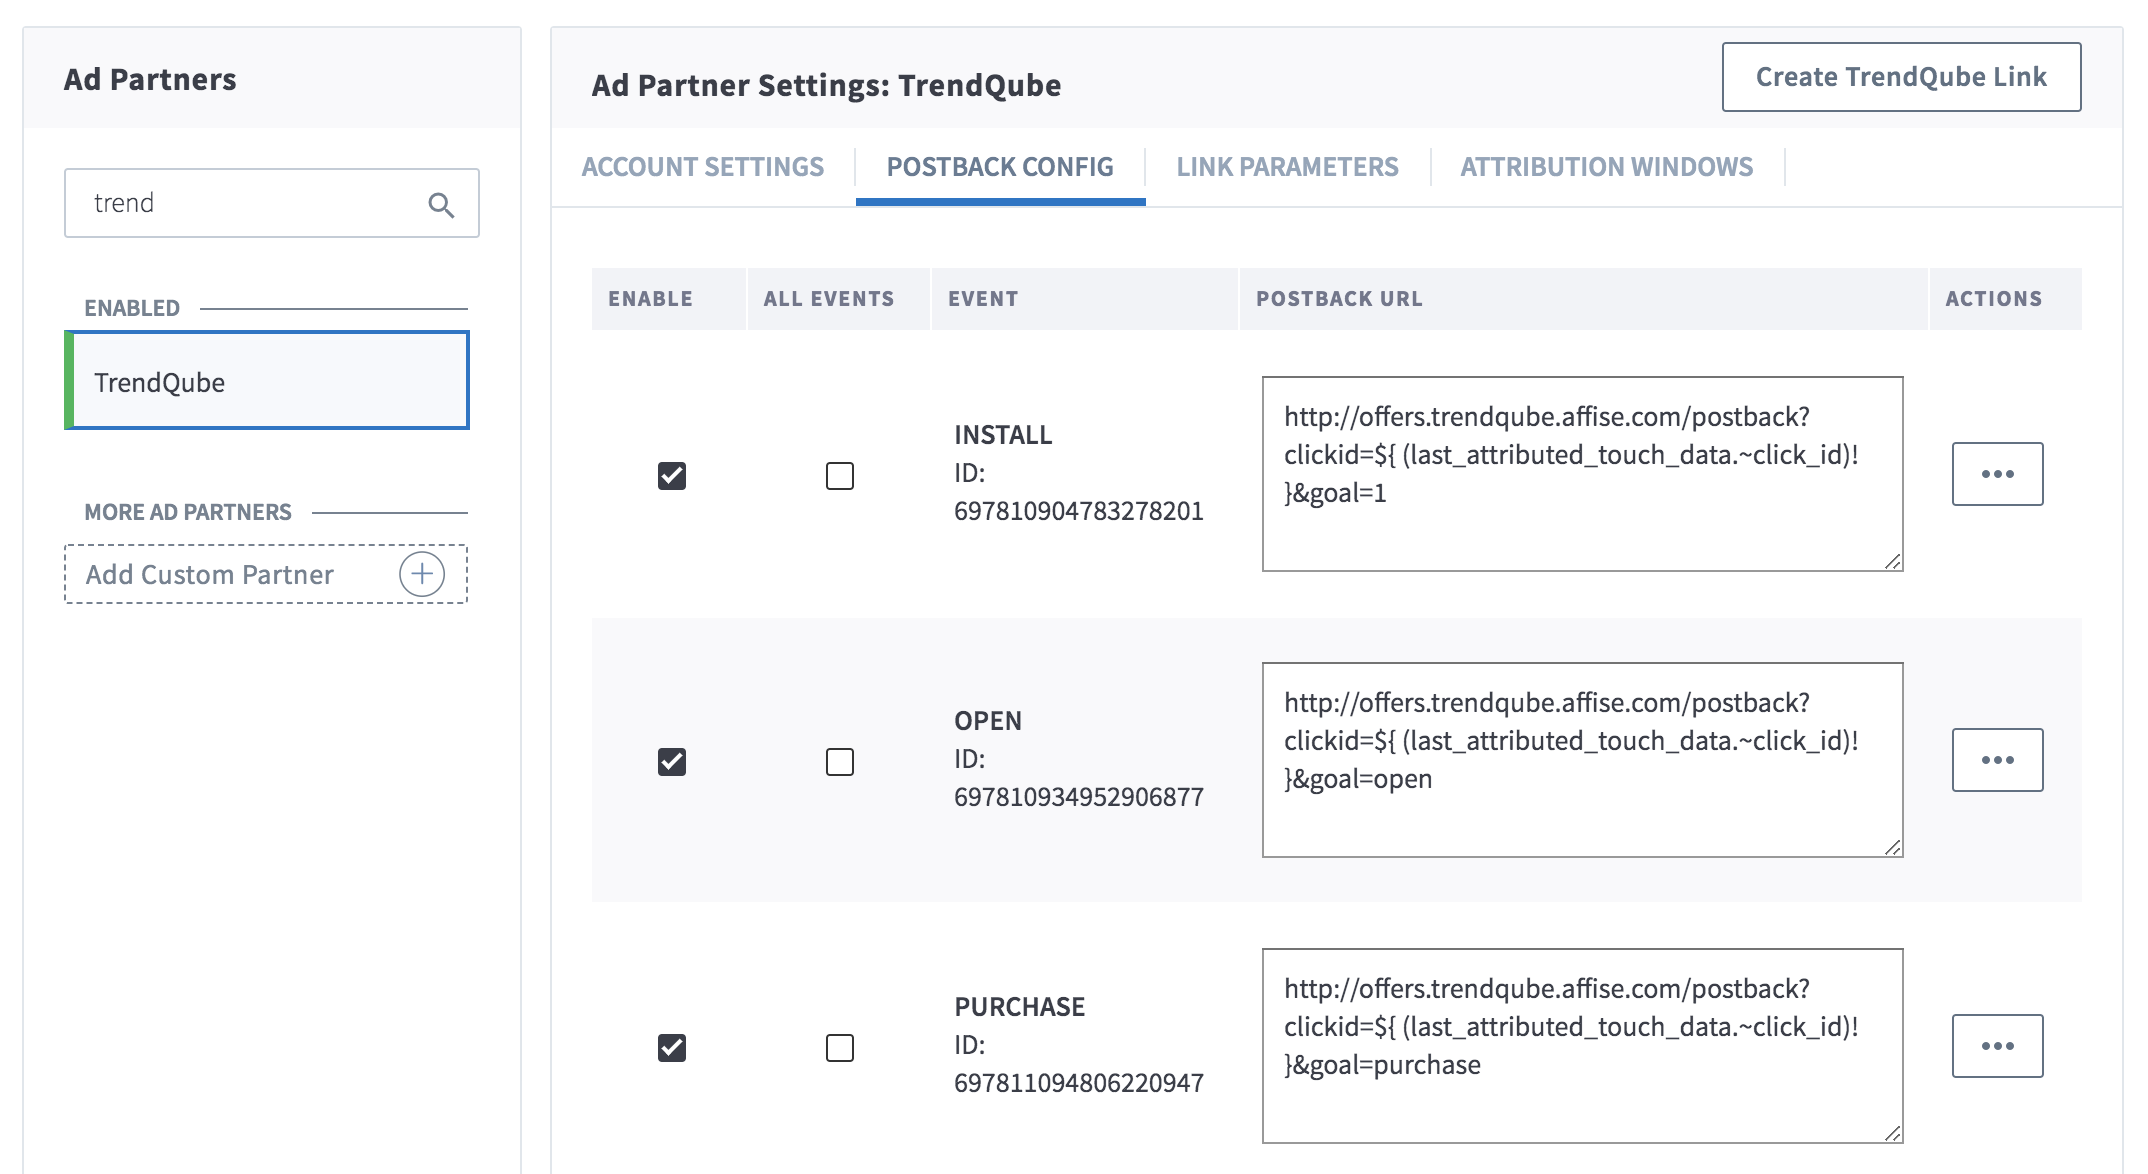 Ad Partners
trend
ENABLED
TrendQube
MORE AD PARTNERS
Add Custom Partner
Ad Partner Settings: TrendQube
Create TrendQube Link
ACCOUNT SETTINGS
POSTBACK CONFIG
LINK PARAMETERS
ATTRIBUTION WINDOWS
ENABLE
ALL EVENTS
EVENT
POSTBACK URL
ACTIONS
INSTALL
ID:
697810904783278201
http://offers.trendqube.affise.com/postback?
clickid=${ (last_attributed_touch_data.~click_id)!
}&goal=1
OPEN
ID:
697810934952906877
http://offers.trendqube.affise.com/postback?
clickid=${ (last_attributed_touch_data.~click_id)!
}&goal=open
PURCHASE
ID:
697811094806220947
http://offers.trendqube.affise.com/postback?
clickid=${ (last_attributed_touch_data.~click_id)!
}&goal=purchase